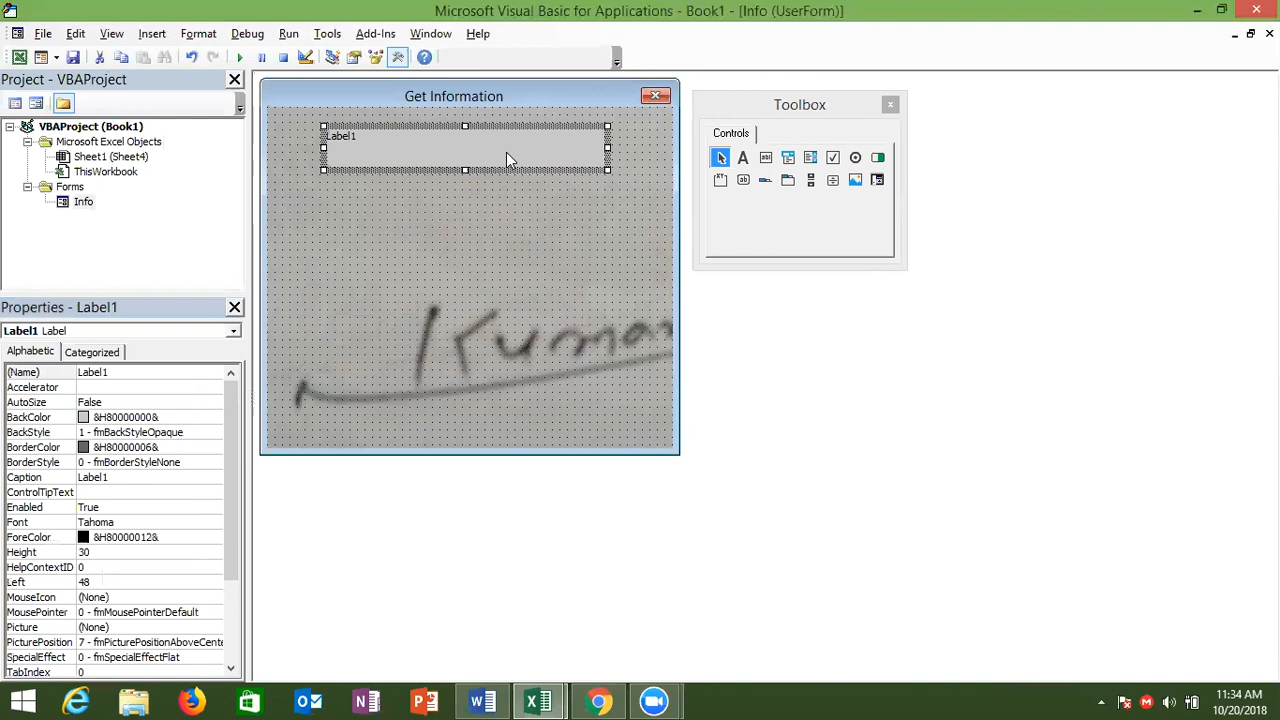 Microsoft Visual Basic for Applications - Book1 - [Info (UserForm)]
File Edit View Insert Format Debug Run Tools Add-Ins Window Help
Project - VBAProject
VBAProject (Book1)
Microsoft Excel Objects
Sheet1 (Sheet4)
ThisWorkbook
Forms
Info
Properties - Label1
Label1 Label
Alphabetic Categorized
(Name) Label1
Accelerator
AutoSize False
BackColor &H80000000&
BackStyle 1 - fmBackStyleOpaque
BorderColor &H80000006&
BorderStyle 0 - fmBorderStyleNone
Caption Label1
ControlTipText
Enabled True
Font Tahoma
ForeColor &H80000012&
Height 30
HelpContextID 0
Left 48
MouseIcon (None)
MousePointer 0 - fmMousePointerDefault
Picture (None)
PicturePosition 7 - fmPicturePositionAboveCente
SpecialEffect 0 - fmSpecialEffectFlat
TabIndex 0
Get Information
Label1
Kumar
Toolbox
Controls
11:34 AM
10/20/2018